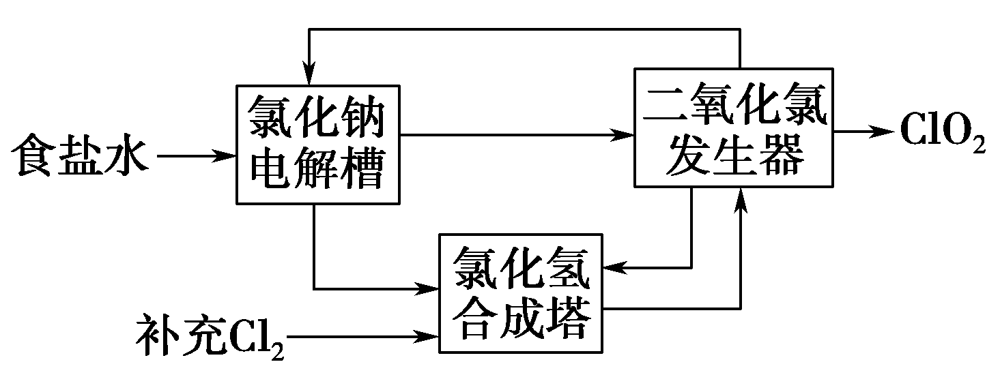 食盐水
氯化钠
电解槽
二氧化氯
发生器
ClO₂
氯化氢
合成塔
补充Cl₂